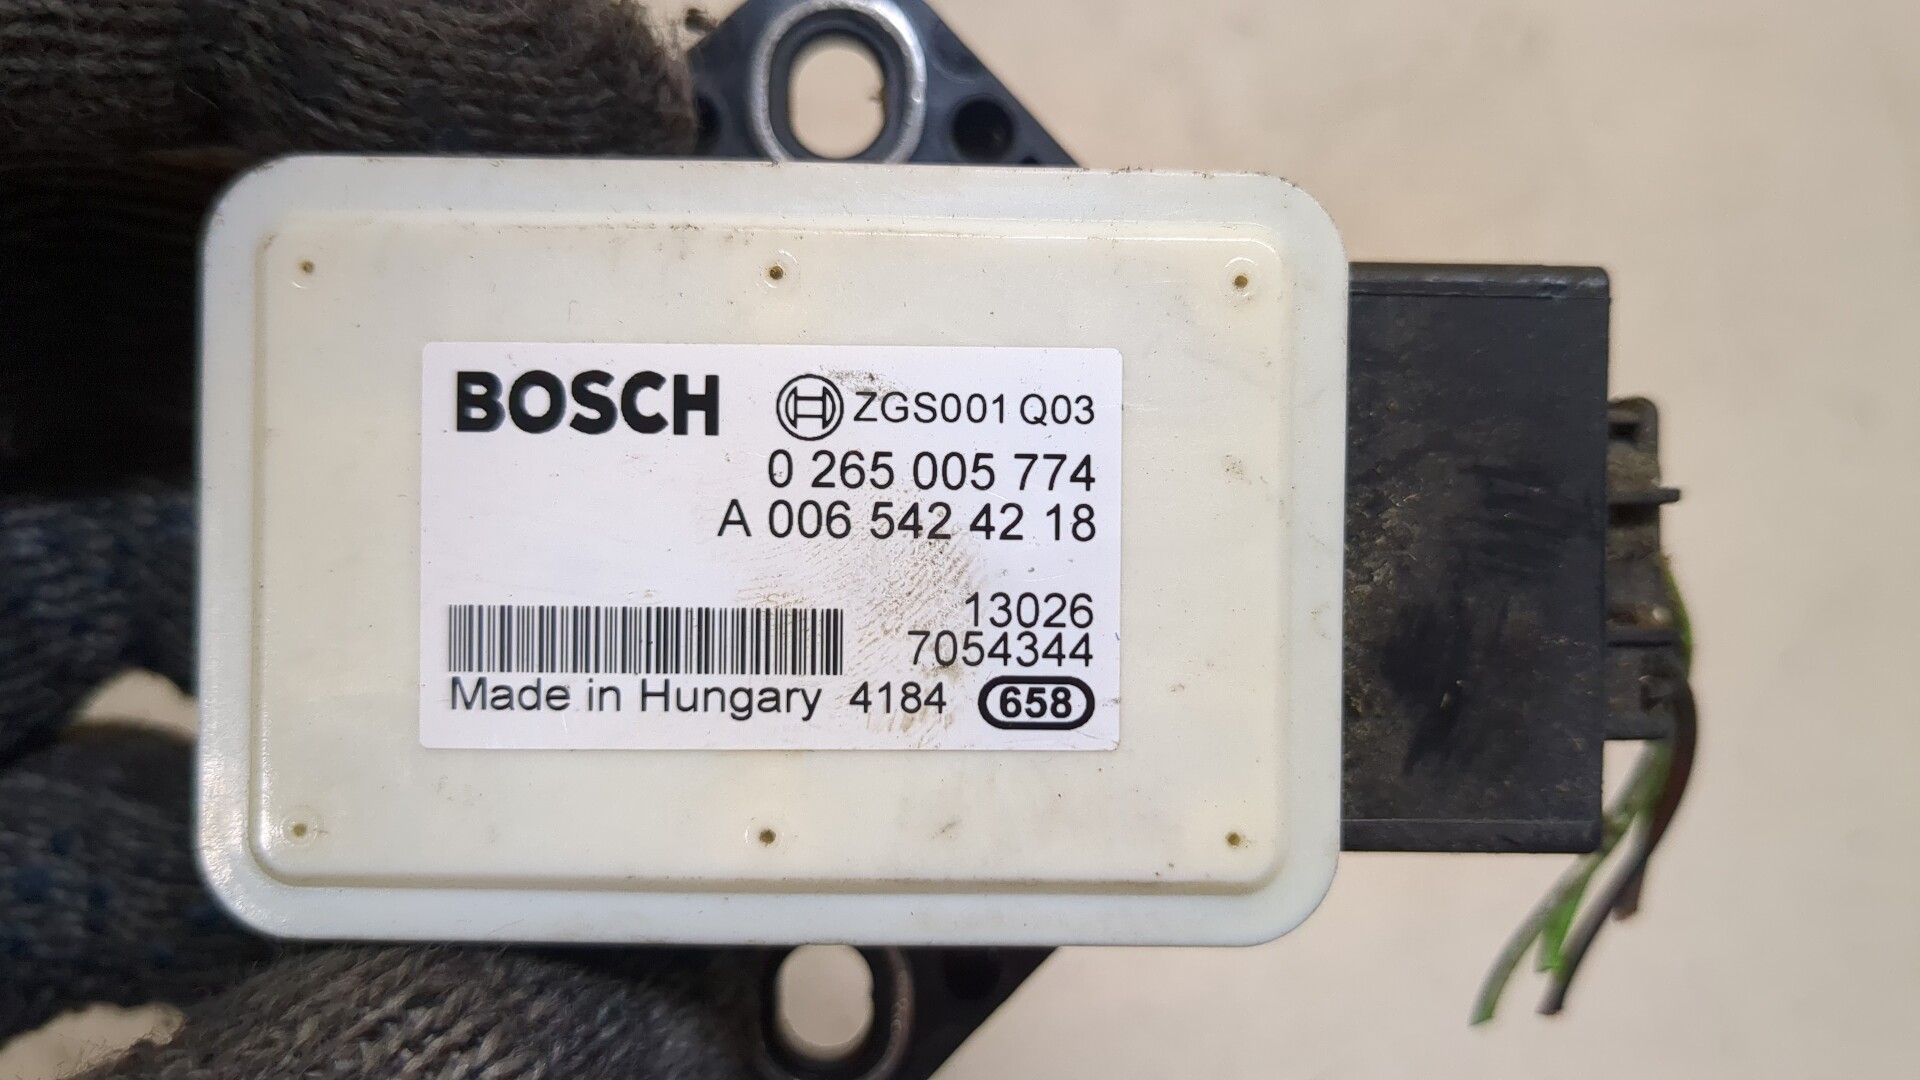 BOSCH ZGS001 Q03
0 265 005 774
A 006 542 42 18
13026
7054344
Made in Hungary 4184 658